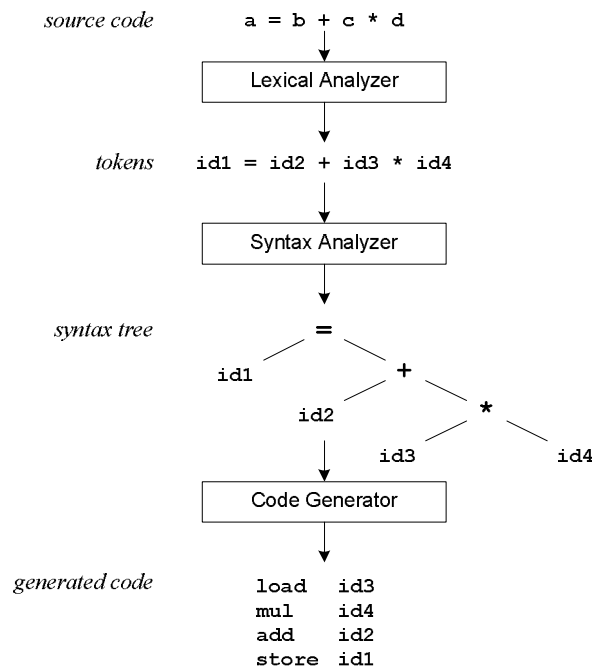 source code a = b + c * d
Lexical Analyzer
tokens id1 = id2 + id3 * id4
Syntax Analyzer
syntax tree =
id1 +
id2 *
id3 id4
Code Generator
generated code
load id3
mul id4
add id2
store id1